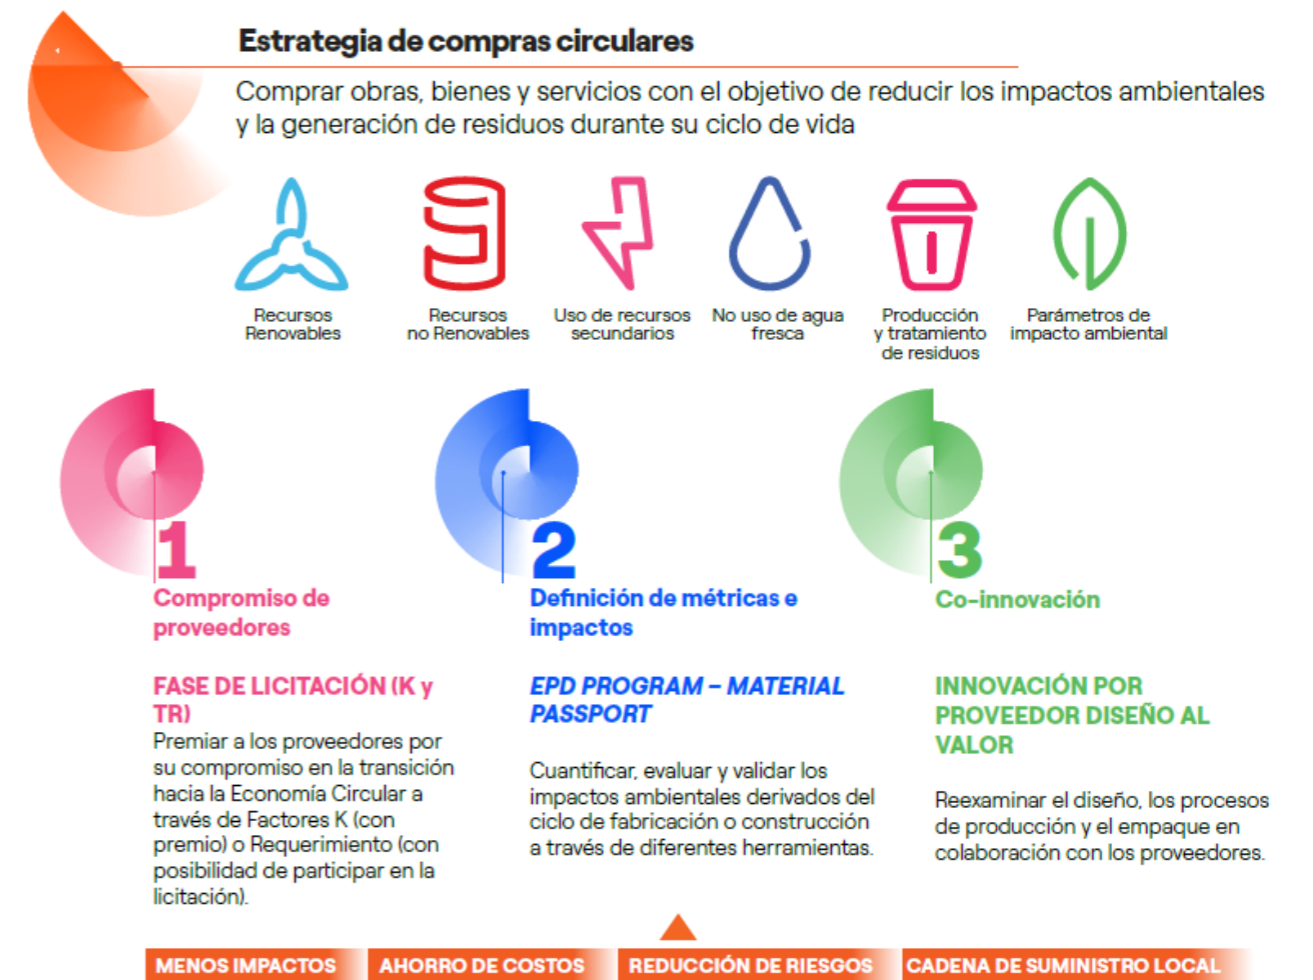 Estrategia de compras circulares
Comprar obras, bienes y servicios con el objetivo de reducir los impactos ambientales
y la generación de residuos durante su ciclo de vida
Recursos
Renovables
Recursos
no Renovables
Uso de recursos
secundarios
No uso de agua
fresca
Producción
y tratamiento
de residuos
Parámetros de
impacto ambiental
1
Compromiso de
proveedores
FASE DE LICITACIÓN (K y
TR)
Premiar a los proveedores por
su compromiso en la transición
hacia la Economía Circular a
través de Factores K (con
premio) o Requerimiento (con
posibilidad de participar en la
licitación).
2
Definición de métricas e
impactos
EPD PROGRAM – MATERIAL
PASSPORT
Cuantificar, evaluar y validar los
impactos ambientales derivados del
ciclo de fabricación o construcción
a través de diferentes herramientas.
3
Co-innovación
INNOVACIÓN POR
PROVEEDOR DISEÑO AL
VALOR
Reexaminar el diseño, los procesos
de producción y el empaque en
colaboración con los proveedores.
MENOS IMPACTOS
AHORRO DE COSTOS
REDUCCIÓN DE RIESGOS
CADENA DE SUMINISTRO LOCAL